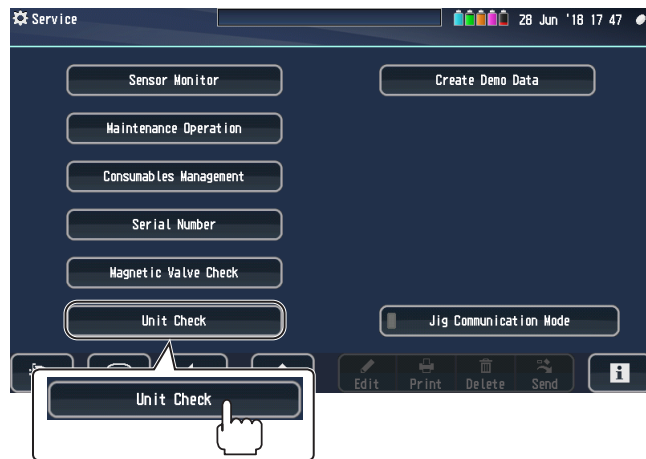 Service
28 Jun '18 17 47
Sensor Monitor
Create Demo Data
Maintenance Operation
Consumables Management
Serial Number
Magnetic Valve Check
Unit Check
Jig Communication Mode
Edit
Print
Delete
Send
i
Unit Check